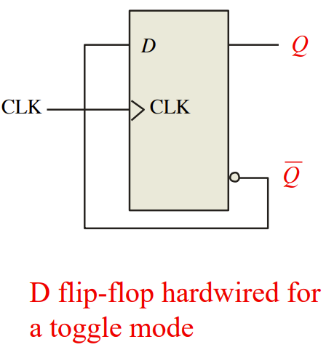 D Q
CLK CLK
Q̅
D flip-flop hardwired for
a toggle mode